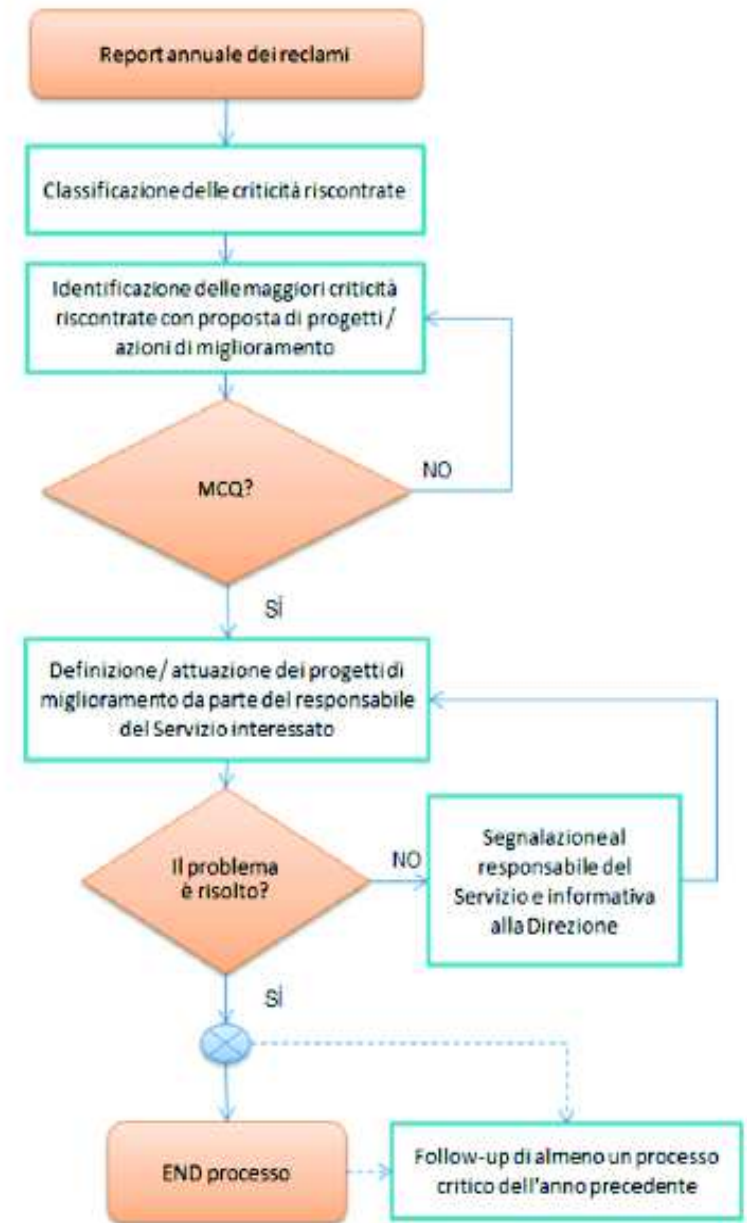 Report annuale dei reclami
Classificazione delle criticità riscontrate
Identificazione delle maggiori criticità
riscontrate con proposta di progetti /
azioni di miglioramento
MCQ?
NO
SÌ
Definizione / attuazione dei progetti di
miglioramento da parte del responsabile
del Servizio interessato
Il problema
è risolto?
NO
Segnalazione al
responsabile del
Servizio e informativa
alla Direzione
SÌ
END processo
Follow-up di almeno un processo
critico dell'anno precedente